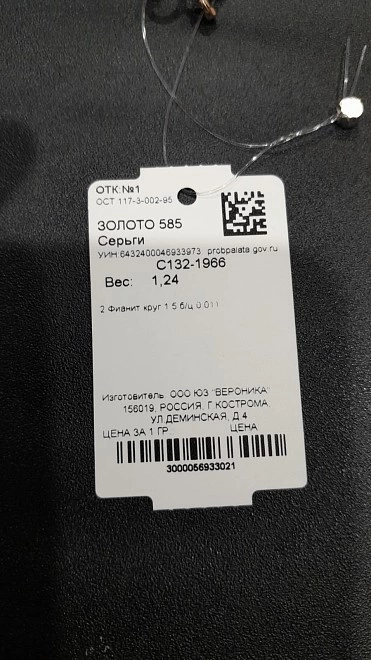 ОТК:№1
ОСТ 117-3-002-95
ЗОЛОТО 585
Серьги
УИН:6432400046933973 probpalata.gov.ru
С132-1966
Вес: 1,24
2 Фианит круг 1.5 б/ц 0.011
Изготовитель: ООО ЮЗ "ВЕРОНИКА"
156019, РОССИЯ, Г.КОСТРОМА,
УЛ.ДЕМИНСКАЯ, Д.4
ЦЕНА ЗА 1 ГР. ЦЕНА
3000056933021